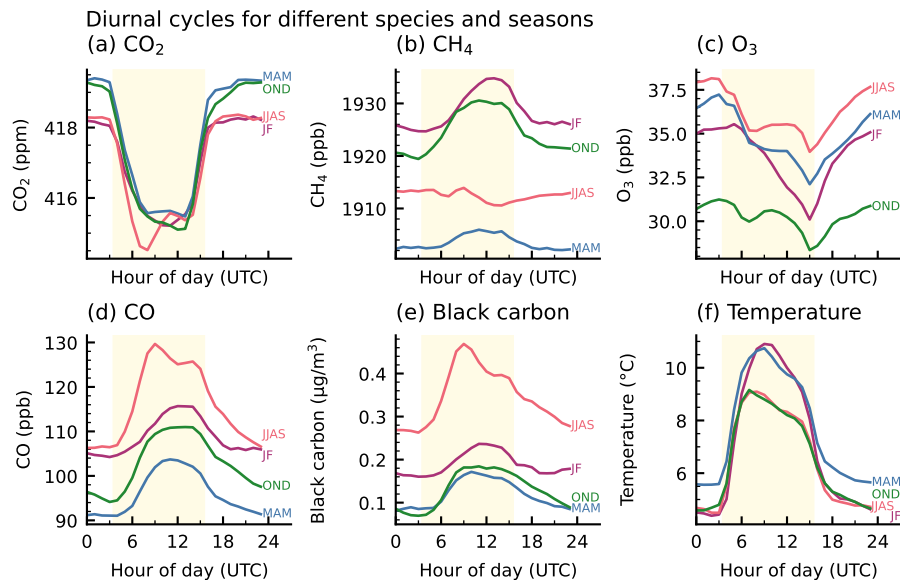 Diurnal cycles for different species and seasons
(a) CO₂
(b) CH₄
(c) O₃
CO₂ (ppm)
418
416
MAM
OND
JJAS
JF
Hour of day (UTC)
CH₄ (ppb)
1930
1920
1910
JF
OND
JJAS
MAM
Hour of day (UTC)
O₃ (ppb)
37.5
35.0
32.5
30.0
JJAS
MAM
JF
OND
Hour of day (UTC)
(d) CO
(e) Black carbon
(f) Temperature
CO (ppb)
130
120
110
100
90
JJAS
JF
OND
MAM
0 6 12 18 24
Hour of day (UTC)
Black carbon (µg/m³)
0.4
0.3
0.2
0.1
JJAS
JF
OND
MAM
0 6 12 18 24
Hour of day (UTC)
Temperature (°C)
10
8
6
MAM
OND
JJAS
JF
0 6 12 18 24
Hour of day (UTC)